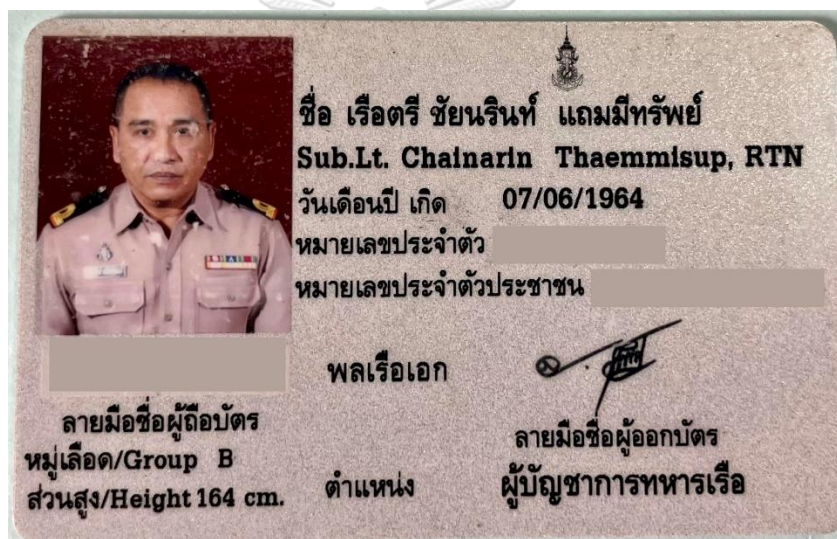 ชื่อ เรือตรี ชัยนรินท์ แถมมีทรัพย์
Sub.Lt. Chainarin Thaemmisup, RTN
วันเดือนปี เกิด 07/06/1964
หมายเลขประจำตัว
หมายเลขประจำตัวประชาชน
พลเรือเอก
ลายมือชื่อผู้ถือบัตร
ลายมือชื่อผู้ออกบัตร
หมู่เลือด/Group B
ส่วนสูง/Height 164 cm.
ตำแหน่ง ผู้บัญชาการทหารเรือ